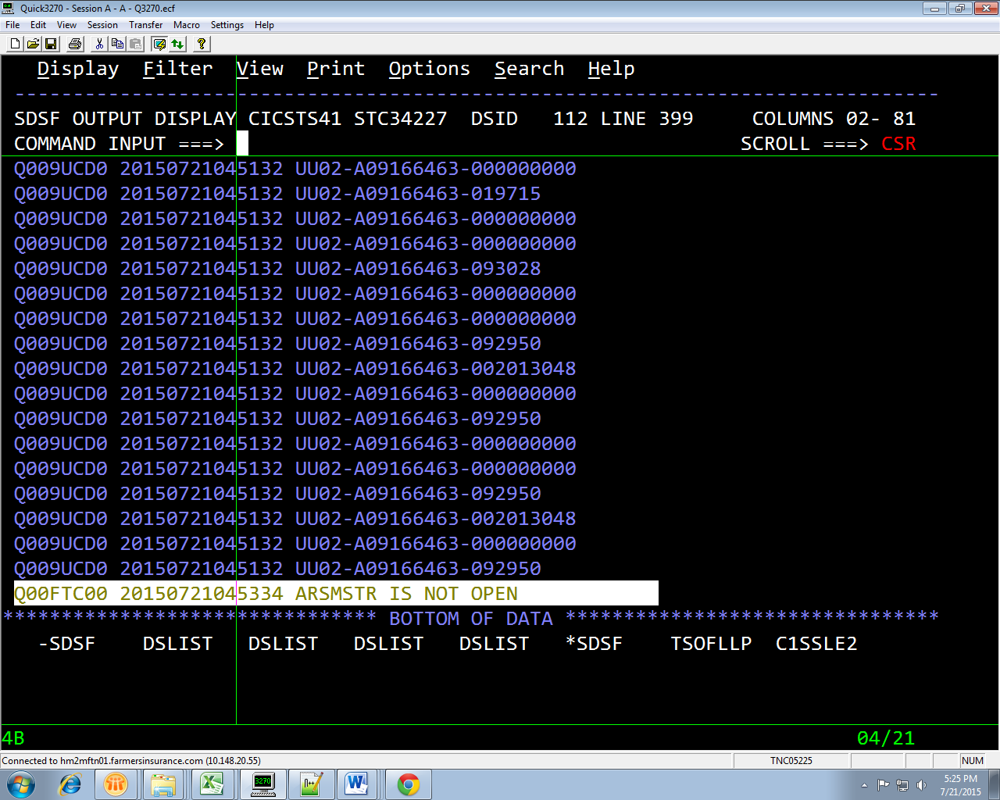 Quick3270 - Session A - A - Q3270.ecf
File Edit View Session Transfer Macro Settings Help
Display Filter View Print Options Search Help
-------------------------------------------------------------------------------
SDSF OUTPUT DISPLAY CICSTS41 STC34227 DSID 112 LINE 399 COLUMNS 02- 81
COMMAND INPUT ===> SCROLL ===> CSR
Q009UCD0 20150721045132 UU02-A09166463-000000000
Q009UCD0 20150721045132 UU02-A09166463-019715
Q009UCD0 20150721045132 UU02-A09166463-000000000
Q009UCD0 20150721045132 UU02-A09166463-000000000
Q009UCD0 20150721045132 UU02-A09166463-093028
Q009UCD0 20150721045132 UU02-A09166463-000000000
Q009UCD0 20150721045132 UU02-A09166463-000000000
Q009UCD0 20150721045132 UU02-A09166463-092950
Q009UCD0 20150721045132 UU02-A09166463-002013048
Q009UCD0 20150721045132 UU02-A09166463-000000000
Q009UCD0 20150721045132 UU02-A09166463-092950
Q009UCD0 20150721045132 UU02-A09166463-000000000
Q009UCD0 20150721045132 UU02-A09166463-000000000
Q009UCD0 20150721045132 UU02-A09166463-092950
Q009UCD0 20150721045132 UU02-A09166463-002013048
Q009UCD0 20150721045132 UU02-A09166463-000000000
Q009UCD0 20150721045132 UU02-A09166463-092950
Q00FTC00 20150721045334 ARSMSTR IS NOT OPEN
******************************** BOTTOM OF DATA ********************************
-SDSF DSLIST DSLIST DSLIST DSLIST *SDSF TSOFLLP C1SSLE2
4B 04/21
Connected to hm2mftn01.farmersinsurance.com (10.148.20.55) TNC05225 NUM
3270 5:25 PM
7/21/2015